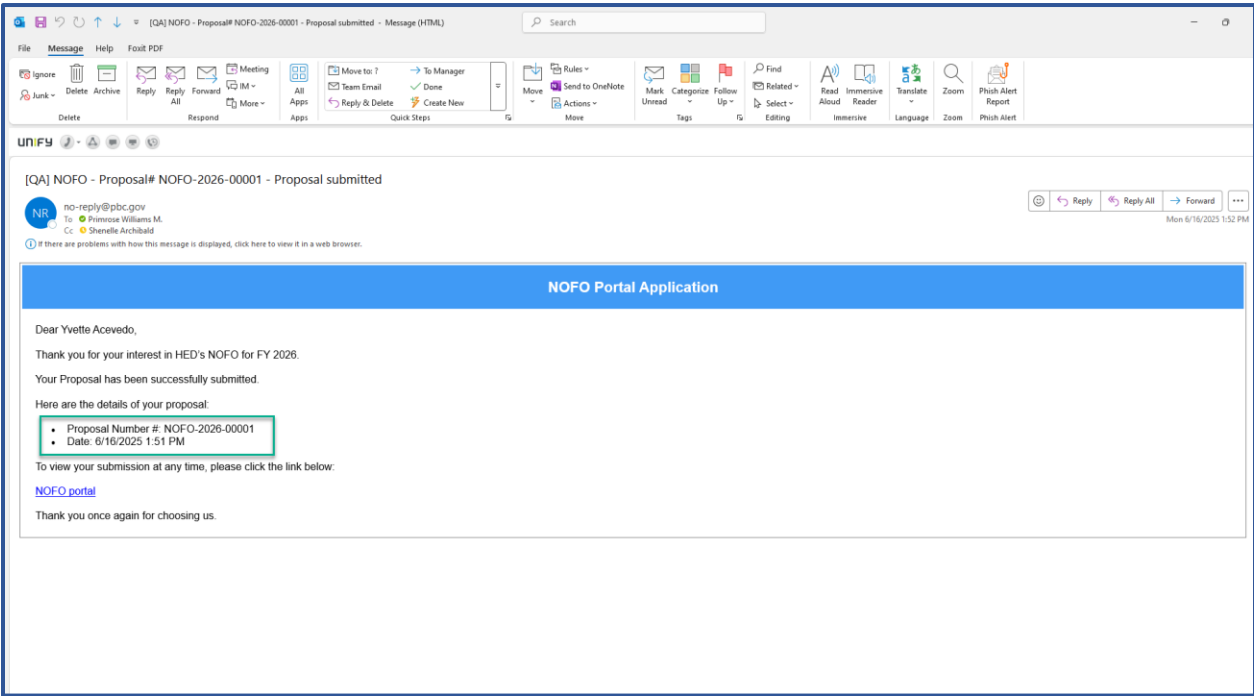 [QA] NOFO - Proposal# NOFO-2026-00001 - Proposal submitted - Message (HTML)
Search
File Message Help Foxit PDF
Ignore
Junk
Delete Archive
Delete
Reply Reply All Forward
Meeting
IM
More
Respond
All Apps
Apps
Move to: ?
Team Email
Reply & Delete
To Manager
Done
Create New
Quick Steps
Move
Rules
Send to OneNote
Actions
Move
Mark Unread
Categorize
Follow Up
Tags
Find
Related
Select
Editing
Read Aloud
Immersive Reader
Immersive
Translate
Language
Zoom
Zoom
Phish Alert Report
Phish Alert
UNIFY
[QA] NOFO - Proposal# NOFO-2026-00001 - Proposal submitted
NR
no-reply@pbc.gov
To Primrose Williams M.
Cc Shenelle Archibald
If there are problems with how this message is displayed, click here to view it in a web browser.
Reply Reply All Forward
Mon 6/16/2025 1:52 PM
NOFO Portal Application
Dear Yvette Acevedo,
Thank you for your interest in HED's NOFO for FY 2026.
Your Proposal has been successfully submitted.
Here are the details of your proposal:
• Proposal Number #: NOFO-2026-00001
• Date: 6/16/2025 1:51 PM
To view your submission at any time, please click the link below:
NOFO portal
Thank you once again for choosing us.